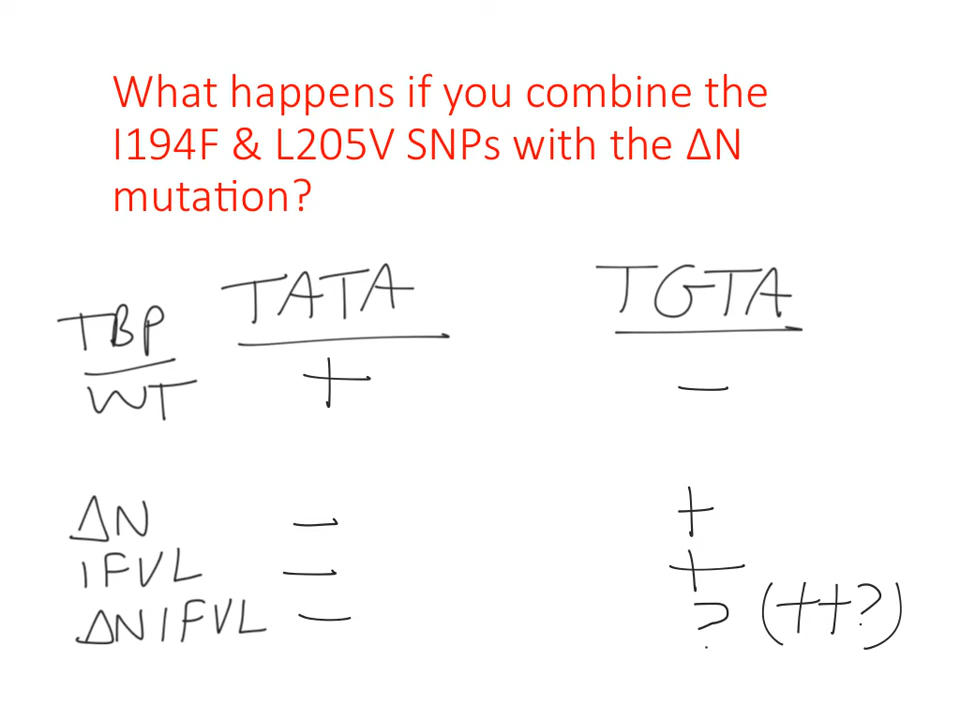 What happens if you combine the
I194F & L205V SNPs with the ΔN
mutation?
TBP TATA TGTA
WT + −
ΔN − +
IFVL − +
ΔNIFVL − ? (++?)